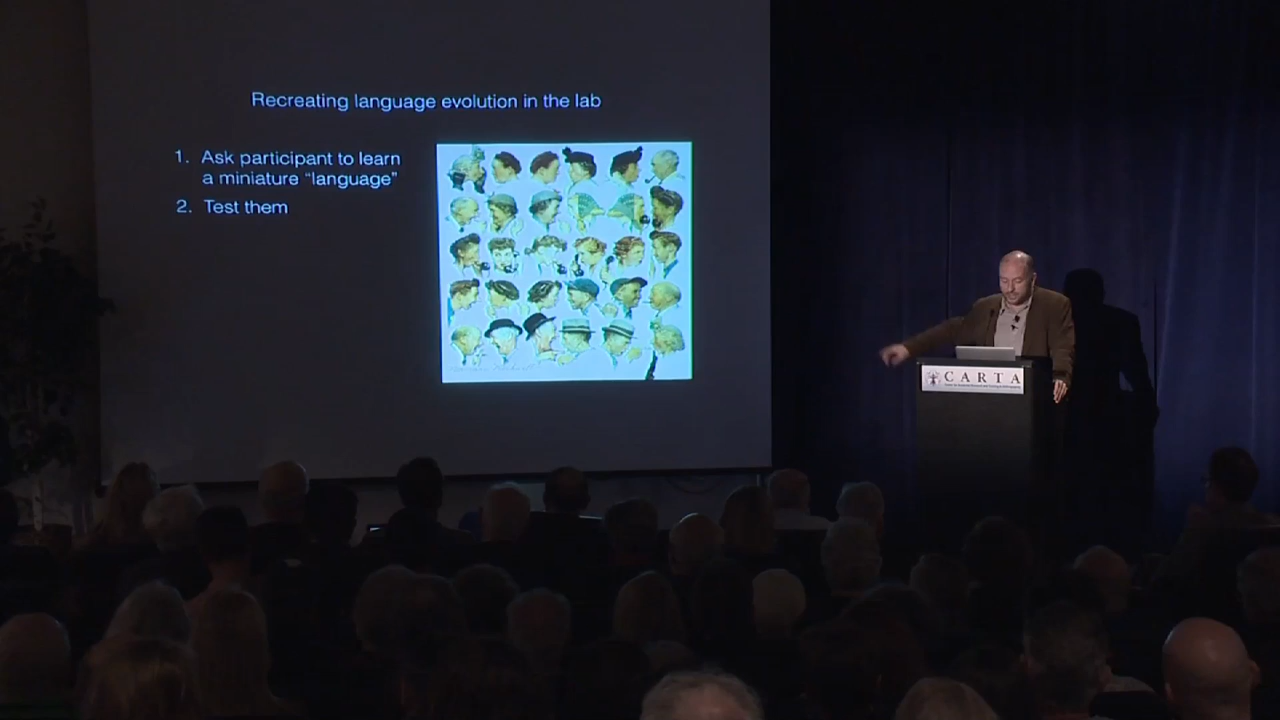 Recreating language evolution in the lab
1. Ask participant to learn
a miniature “language”
2. Test them
CARTA